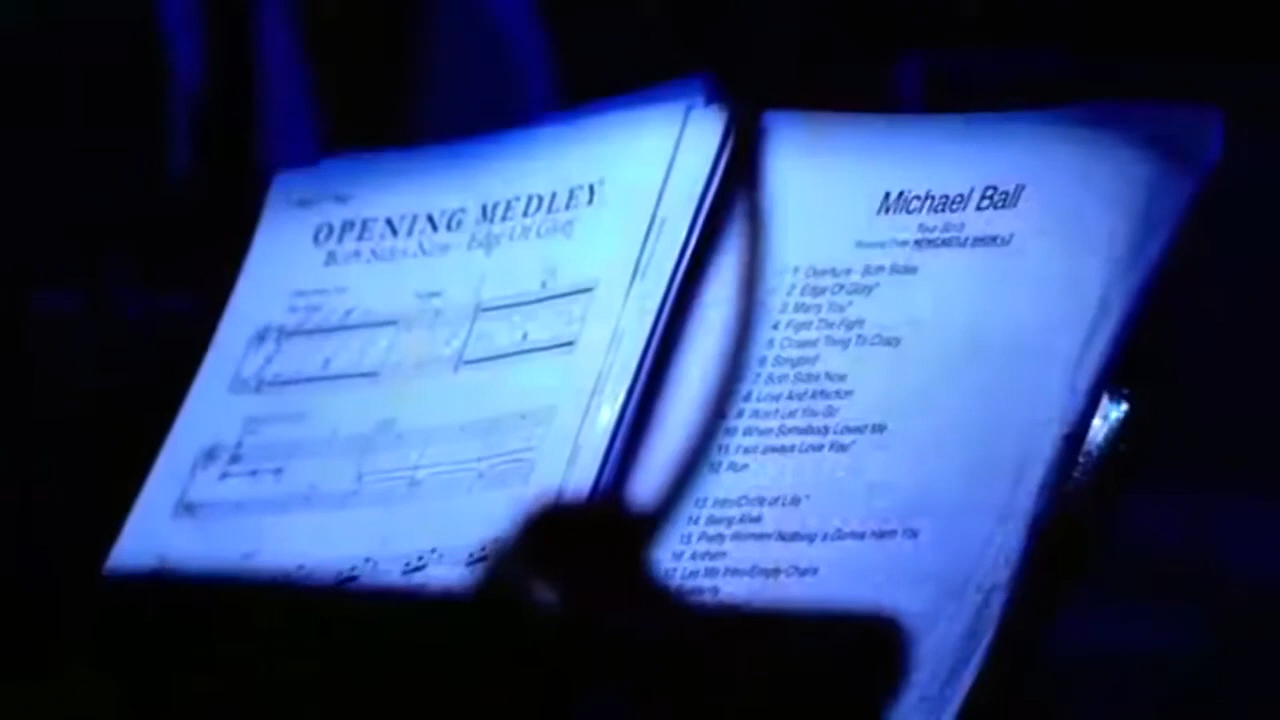 OPENING MEDLEY
Both Sides Now - Edge Of Glory
Michael Ball
Tour 2013
Running Order
1. Overture - Both Sides
2. Edge Of Glory*
3. Marry You*
4. Fight The Fight
5. Closest Thing To Crazy
6. Songbird
7. Both Sides Now
8. Love And Affection
9. Won't Let You Go
10. When Somebody Loved Me
11. I will always Love You*
12. Run
13. Intro/Circle of Life*
14. Being Alive
15. Pretty Women/Nothing's Gonna Harm You
16. Anthem
17. Les Mis Intro/Empty Chairs